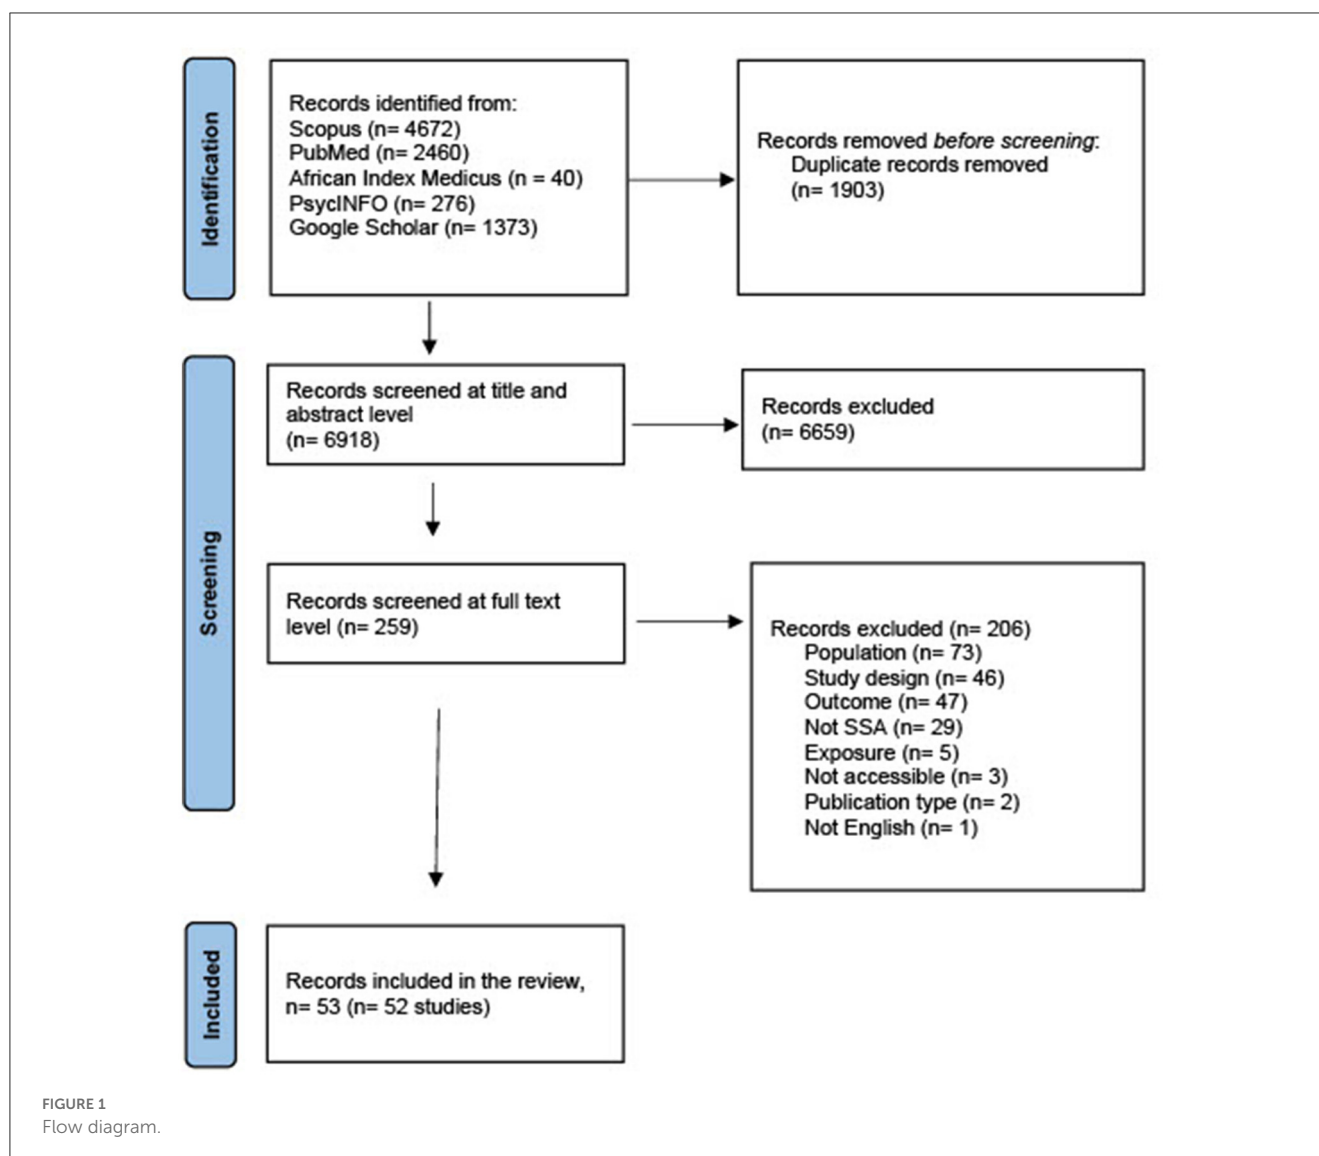 Identification
Records identified from:
Scopus (n= 4672)
PubMed (n= 2460)
African Index Medicus (n = 40)
PsycINFO (n= 276)
Google Scholar (n= 1373)
Records removed before screening:
Duplicate records removed
(n= 1903)
Screening
Records screened at title and
abstract level
(n= 6918)
Records excluded
(n= 6659)
Records screened at full text
level (n= 259)
Records excluded (n= 206)
Population (n= 73)
Study design (n= 46)
Outcome (n= 47)
Not SSA (n= 29)
Exposure (n= 5)
Not accessible (n= 3)
Publication type (n= 2)
Not English (n= 1)
Included
Records included in the review,
n= 53 (n= 52 studies)
FIGURE 1
Flow diagram.